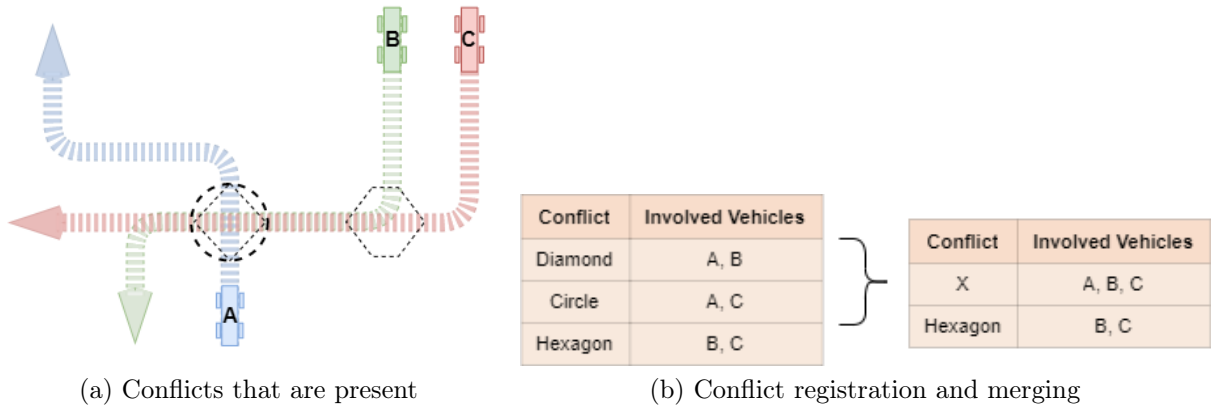 B C
A
Conflict Involved Vehicles
Diamond A, B
Circle A, C
Hexagon B, C
Conflict Involved Vehicles
X A, B, C
Hexagon B, C
(a) Conflicts that are present
(b) Conflict registration and merging